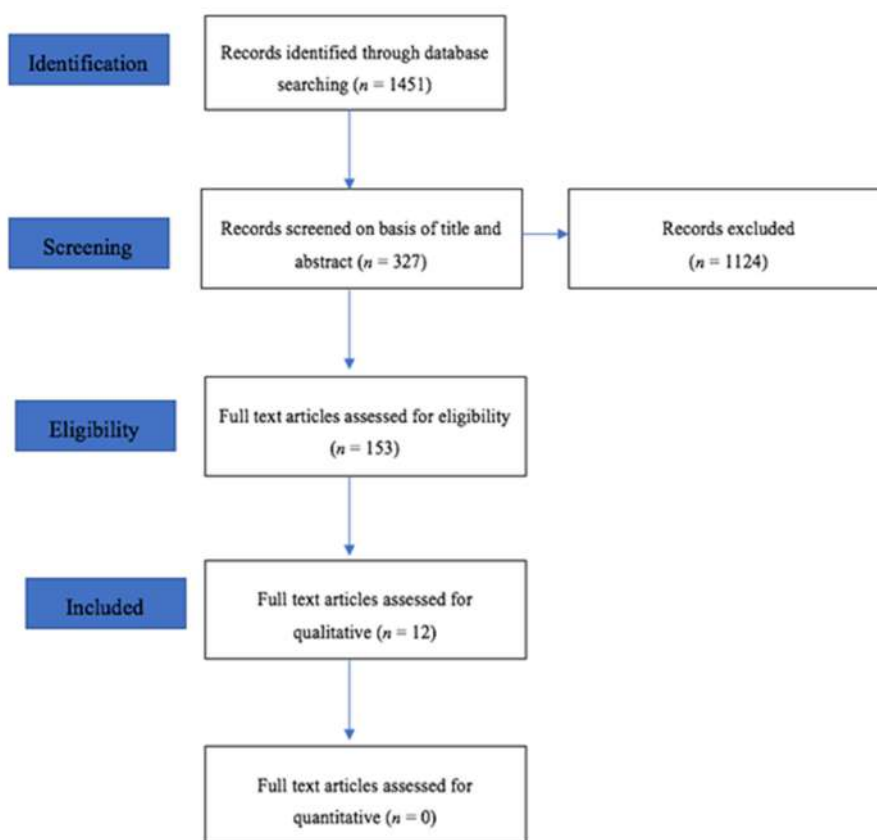 Identification
Records identified through database
searching (n = 1451)
Screening
Records screened on basis of title and
abstract (n = 327)
Records excluded
(n = 1124)
Eligibility
Full text articles assessed for eligibility
(n = 153)
Included
Full text articles assessed for
qualitative (n = 12)
Full text articles assessed for
quantitative (n = 0)